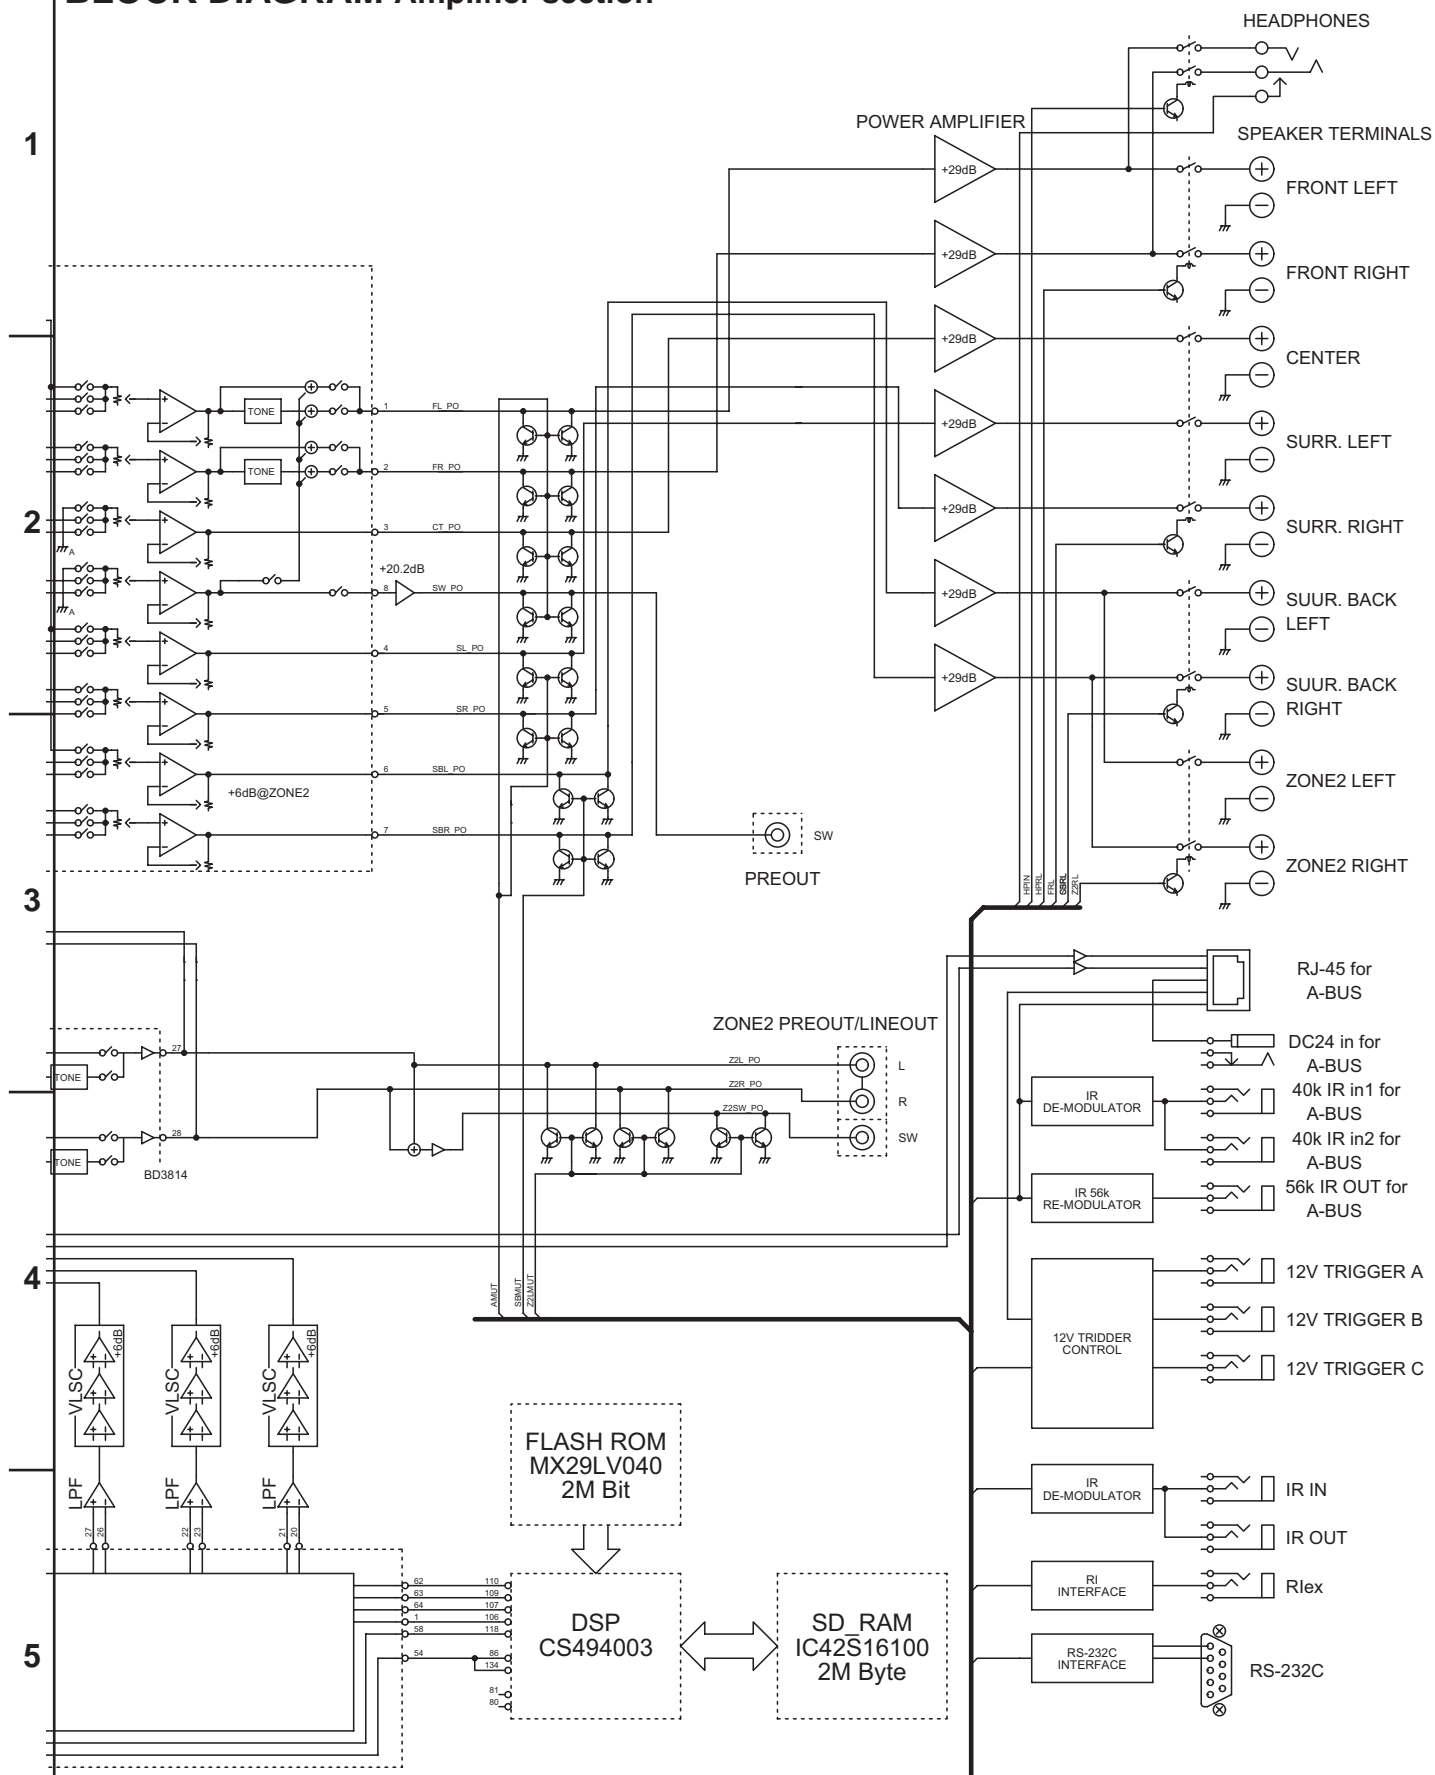 BLOCK DIAGRAM-Amplifier section
HEADPHONES
1
POWER AMPLIFIER
SPEAKER TERMINALS
+29dB
FRONT LEFT
+29dB
FRONT RIGHT
+29dB
CENTER
TONE
1
FL_PO
+29dB
SURR. LEFT
TONE
2
FR_PO
2
3
CT_PO
+29dB
SURR. RIGHT
A
+20.2dB
8
SW_PO
+29dB
SUUR. BACK
LEFT
A
4
SL_PO
+29dB
SUUR. BACK
RIGHT
5
SR_PO
6
SBL_PO
+6dB@ZONE2
ZONE2 LEFT
7
SBR_PO
SW
PREOUT
ZONE2 RIGHT
3
HPIN
HPRL
FRL
SBRL
Z2RL
RJ-45 for
A-BUS
ZONE2 PREOUT/LINEOUT
27
TONE
Z2L_PO
L
DC24 in for
A-BUS
Z2R_PO
R
IR
DE-MODULATOR
40k IR in1 for
A-BUS
28
TONE
BD3814
Z2SW_PO
SW
40k IR in2 for
A-BUS
IR 56k
RE-MODULATOR
56k IR OUT for
A-BUS
4
AMUT
SBMUT
Z2LMUT
12V TRIDDER
CONTROL
12V TRIGGER A
12V TRIGGER B
12V TRIGGER C
+6dB
+6dB
+6dB
VLSC
VLSC
VLSC
FLASH ROM
MX29LV040
2M Bit
LPF
LPF
LPF
27
26
22
23
21
20
IR
DE-MODULATOR
IR IN
IR OUT
62
63
64
1
58
54
110
109
107
106
118
86
134
81
80
DSP
CS494003
SD_RAM
IC42S16100
2M Byte
RI
INTERFACE
RIex
5
RS-232C
INTERFACE
RS-232C